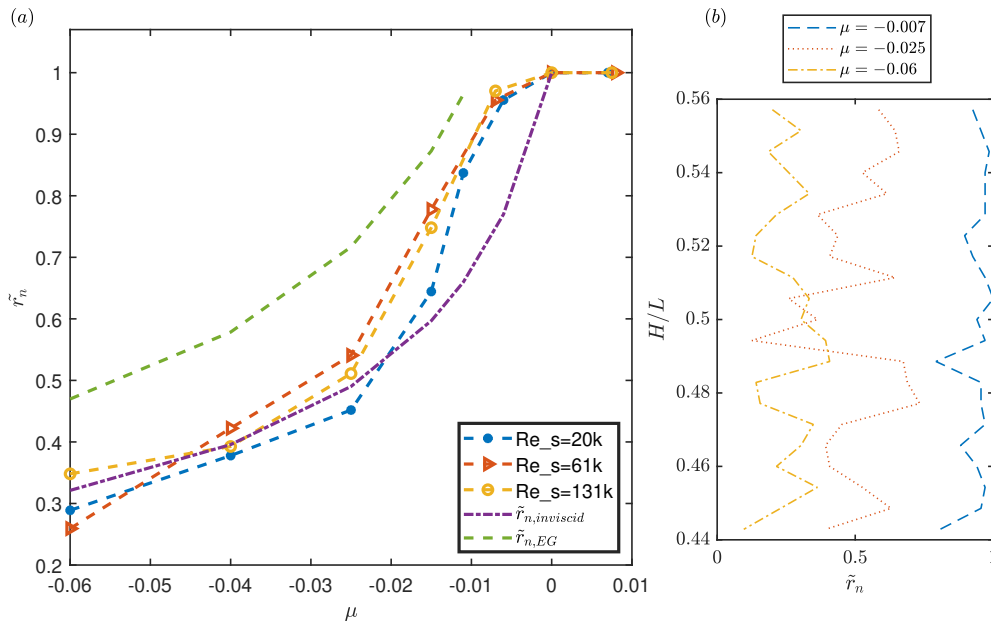 (a)
1
0.9
0.8
0.7
0.6
0.5
0.4
0.3
0.2
r̃_n
-0.06 -0.05 -0.04 -0.03 -0.02 -0.01 0 0.01
μ
Re_s=20k
Re_s=61k
Re_s=131k
r̃_{n,inviscid}
r̃_{n,EG}
(b)
μ = −0.007
μ = −0.025
μ = −0.06
0.56
0.54
0.52
0.5
0.48
0.46
0.44
H/L
0 0.5 1
r̃_n